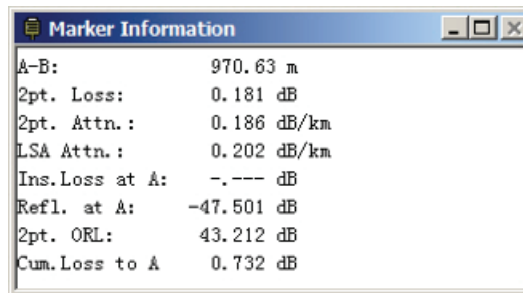 Marker Information
A-B: 970.63 m
2pt. Loss: 0.181 dB
2pt. Attn.: 0.186 dB/km
LSA Attn.: 0.202 dB/km
Ins.Loss at A: -.--- dB
Refl. at A: -47.501 dB
2pt. ORL: 43.212 dB
Cum.Loss to A 0.732 dB